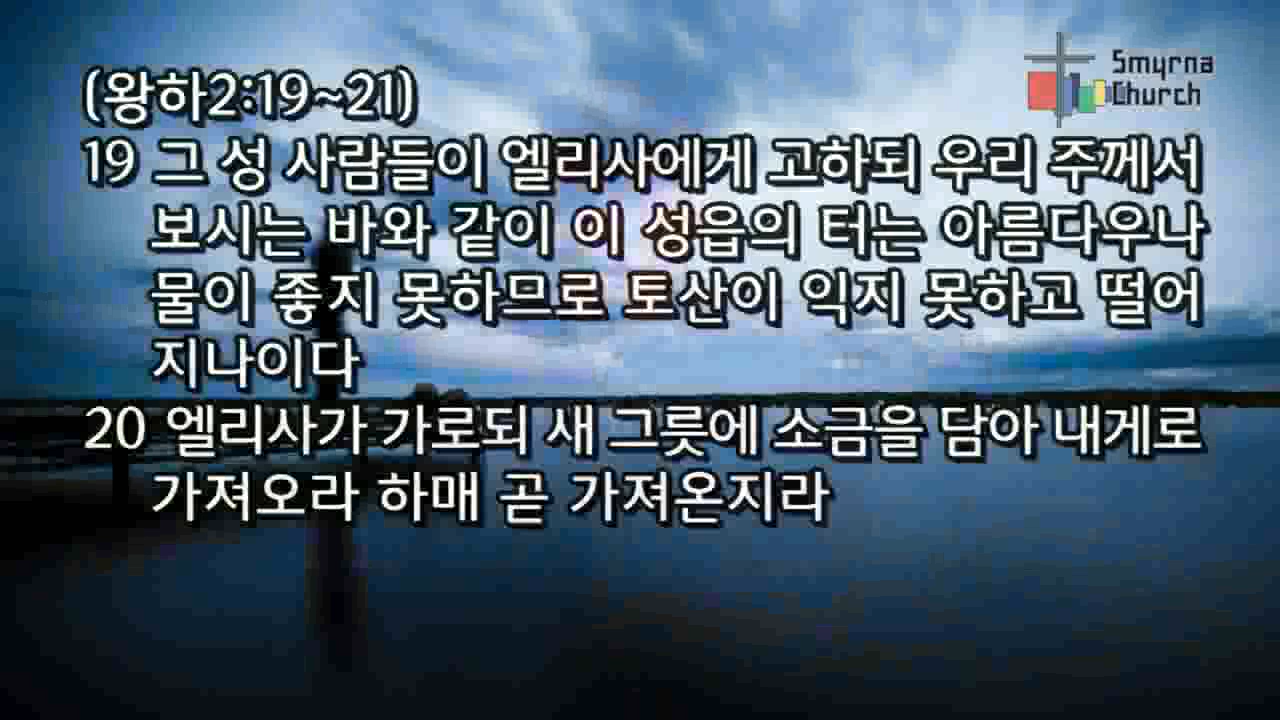 Smyrna
Church
(왕하2:19~21)
19 그 성 사람들이 엘리사에게 고하되 우리 주께서
보시는 바와 같이 이 성읍의 터는 아름다우나
물이 좋지 못하므로 토산이 익지 못하고 떨어
지나이다
20 엘리사가 가로되 새 그릇에 소금을 담아 내게로
가져오라 하매 곧 가져온지라